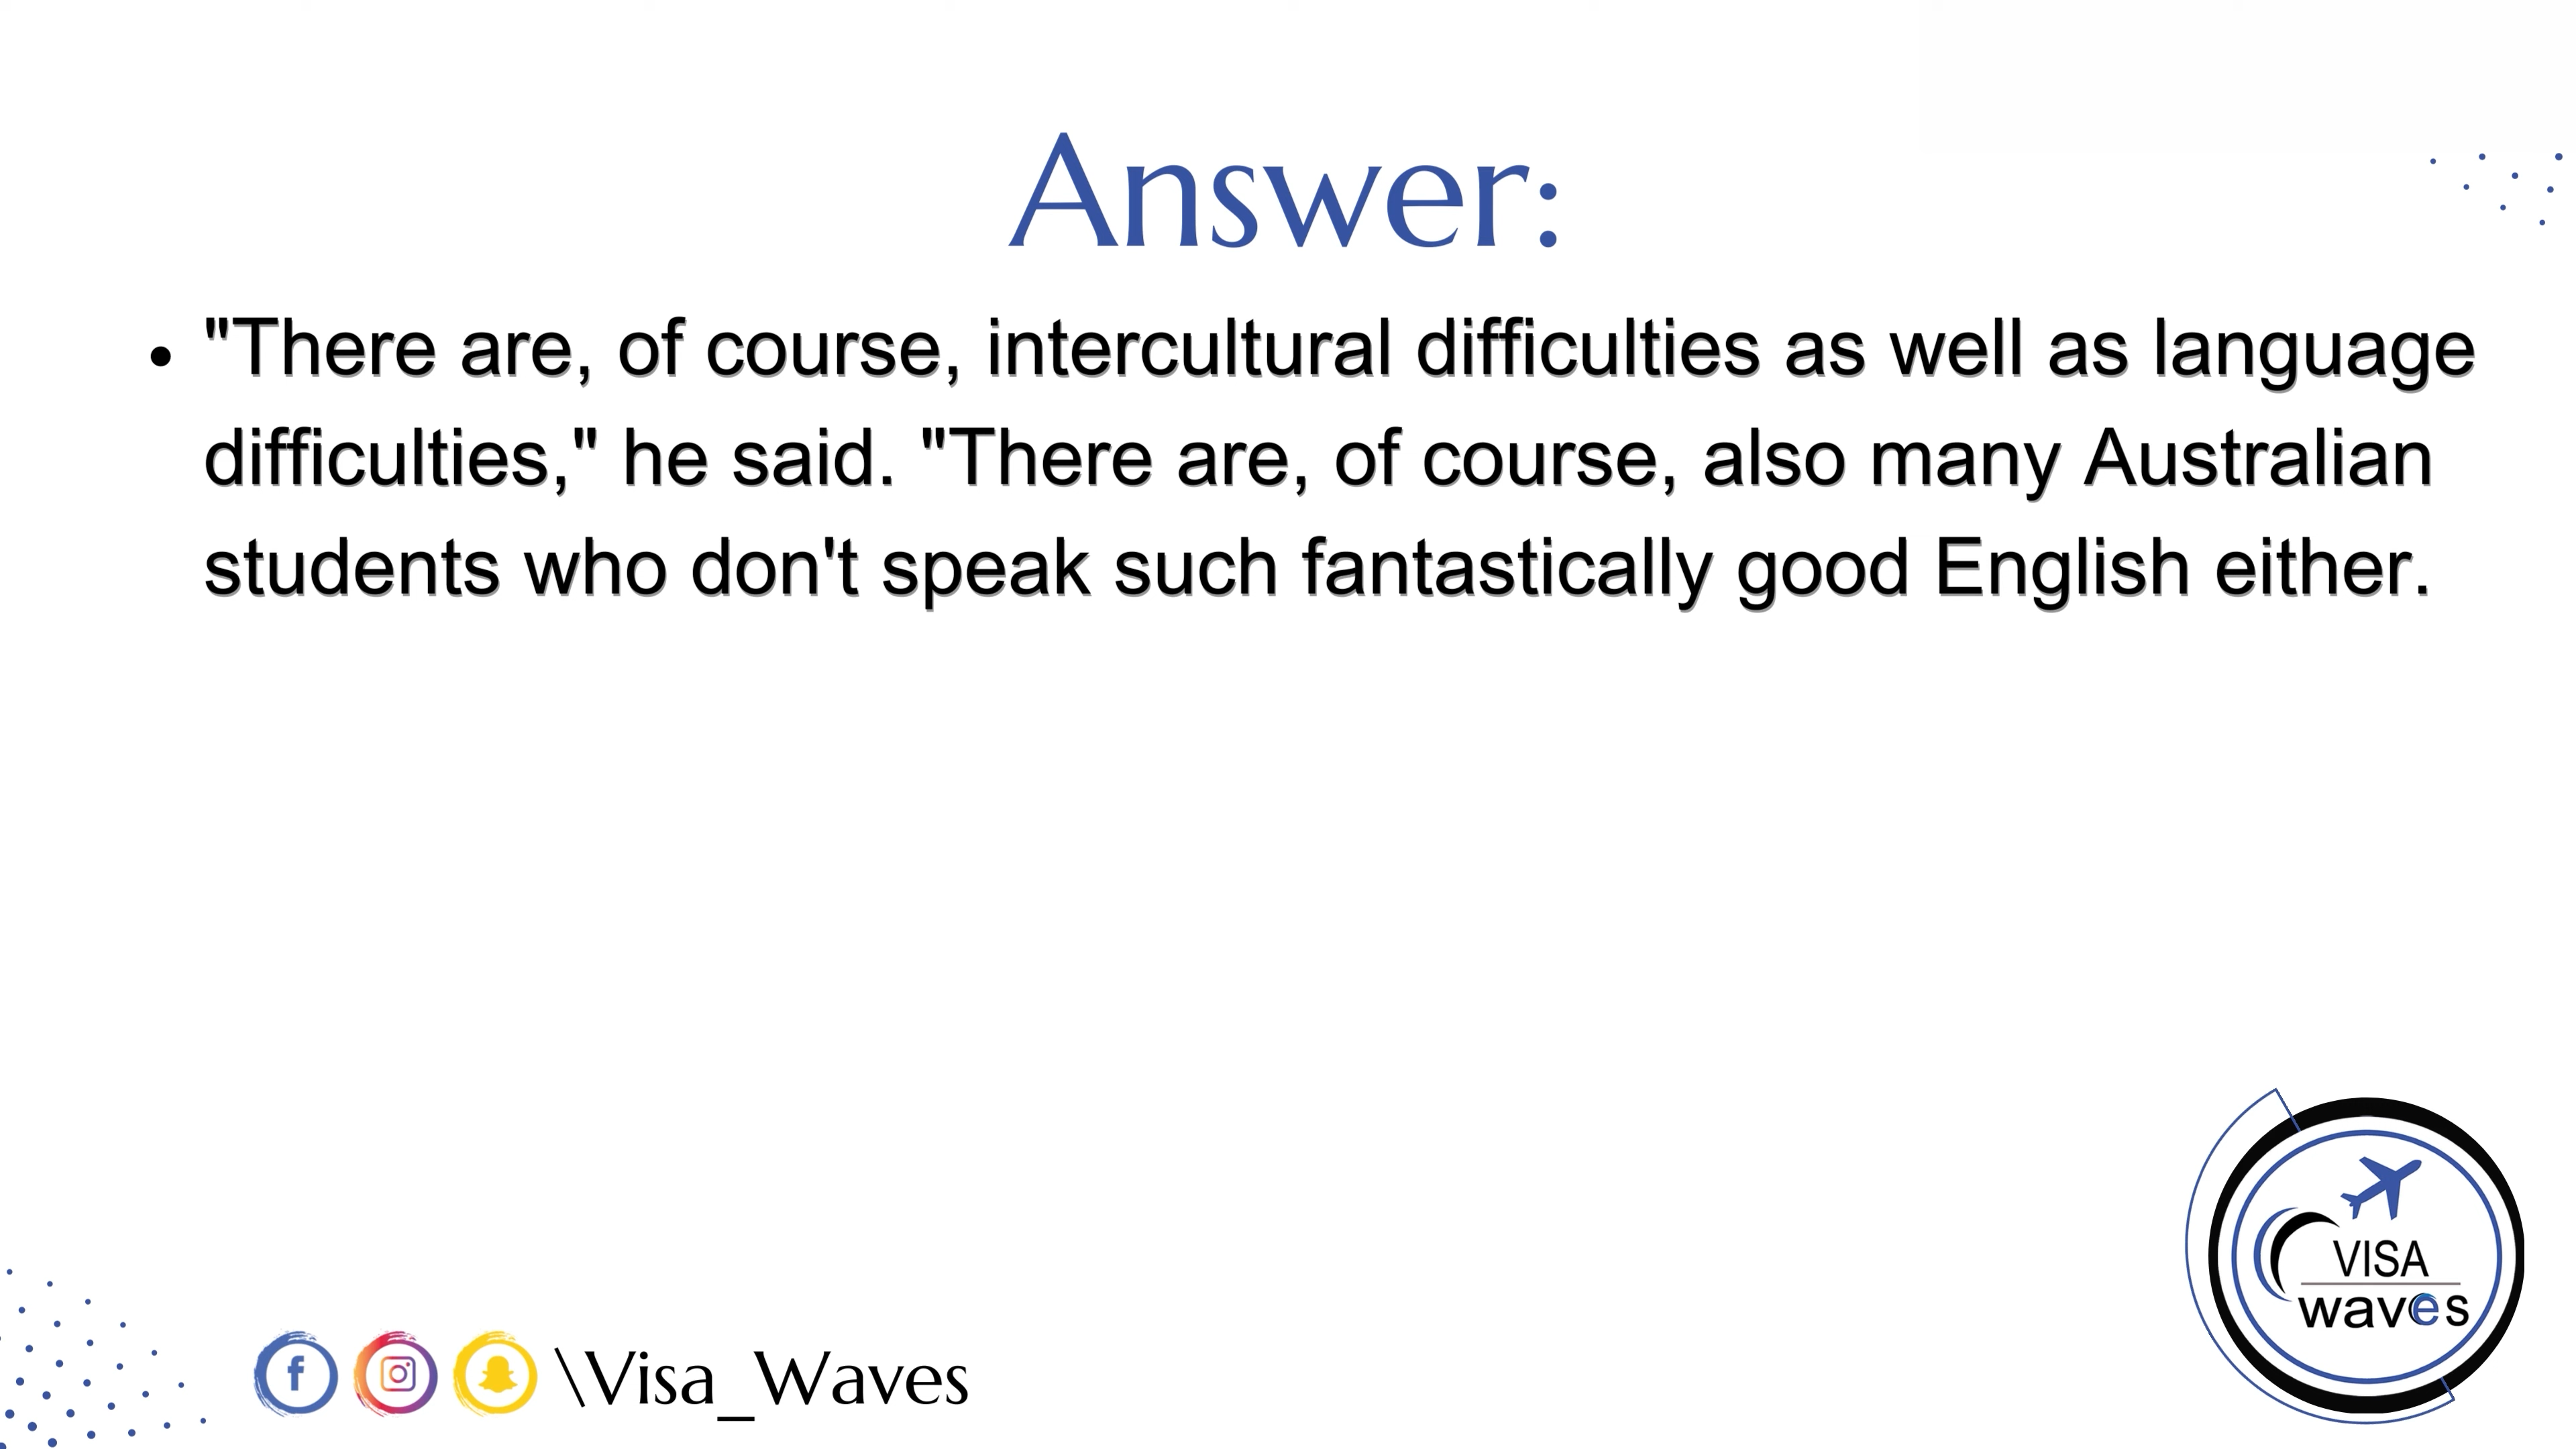 Answer:
• "There are, of course, intercultural difficulties as well as language
difficulties," he said. "There are, of course, also many Australian
students who don't speak such fantastically good English either.
VISA
waves
\Visa_Waves